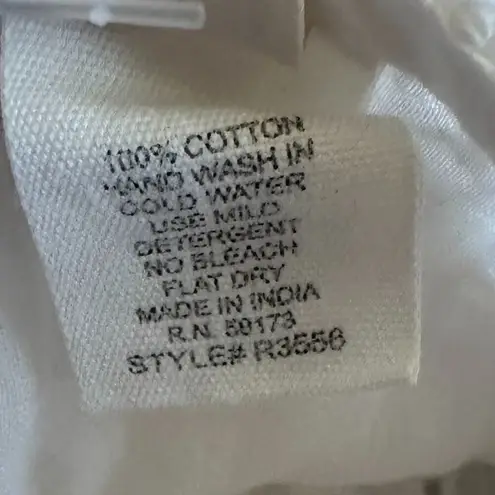 100% COTTON
HAND WASH IN
COLD WATER
USE MILD
DETERGENT
NO BLEACH
FLAT DRY
MADE IN INDIA
R.N. 59173
STYLE# R3556